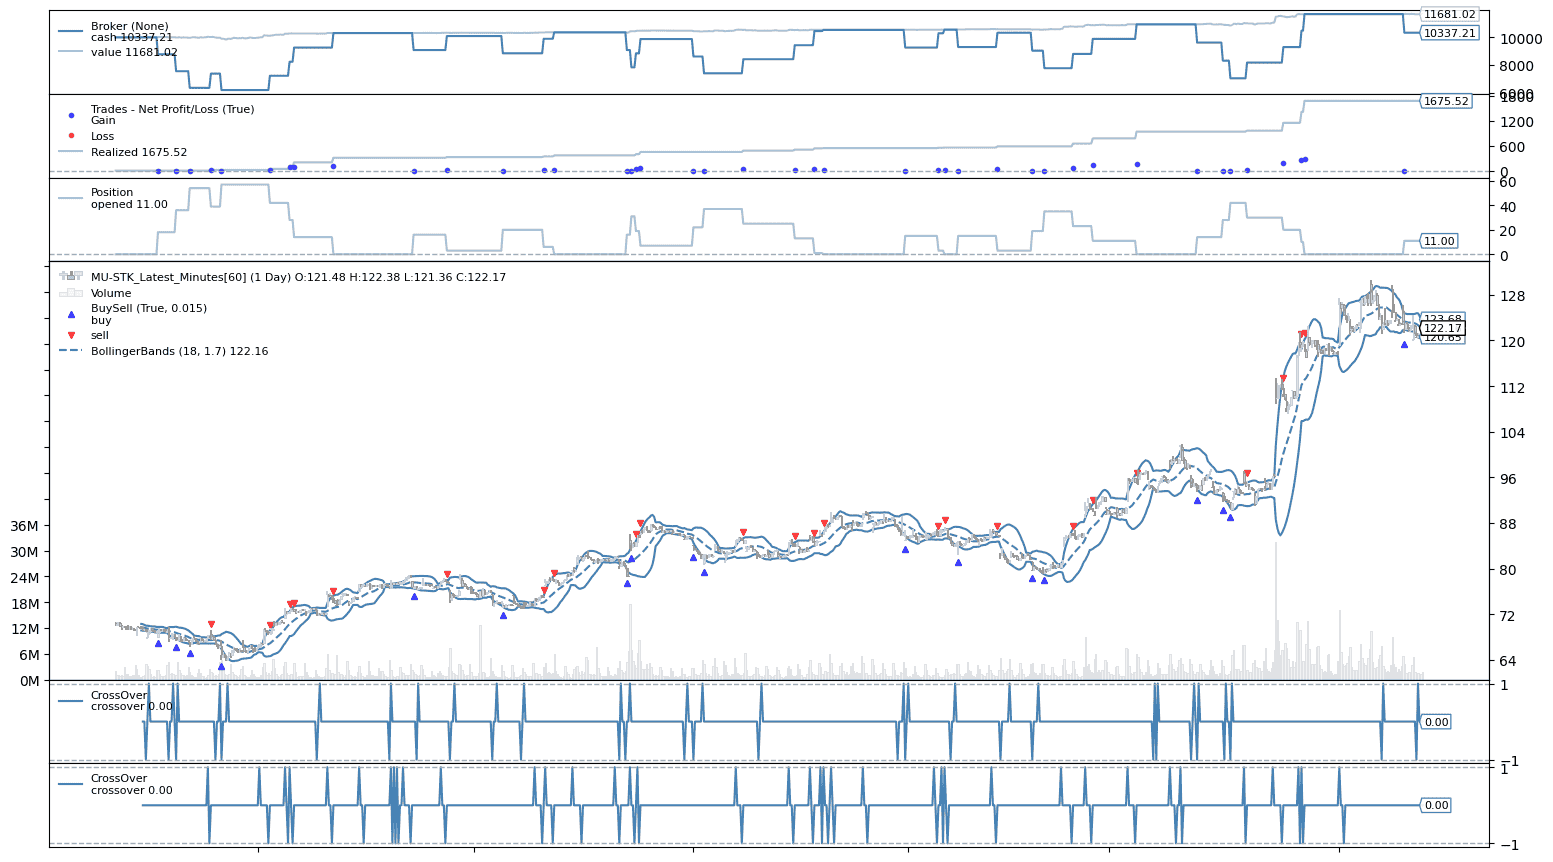 Broker (None)
cash 10337.21
value 11681.02
11681.02
10337.21
10000
8000
6000
Trades - Net Profit/Loss (True)
Gain
Loss
Realized 1675.52
1800
1675.52
1200
600
0
Position
opened 11.00
60
40
20
11.00
0
MU-STK_Latest_Minutes[60] (1 Day) O:121.48 H:122.38 L:121.36 C:122.17
Volume
BuySell (True, 0.015)
buy
sell
BollingerBands (18, 1.7) 122.16
128
123.68
122.17
120.65
120
112
104
96
88
80
72
64
36M
30M
24M
18M
12M
6M
0M
CrossOver
crossover 0.00
1
0.00
−1
CrossOver
crossover 0.00
1
0.00
−1